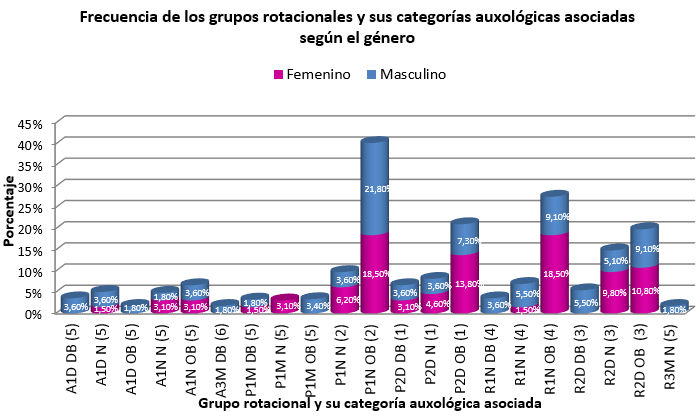 Frecuencia de los grupos rotacionales y sus categorías auxológicas asociadas
según el género
Femenino Masculino
Porcentaje
45%
40%
35%
30%
25%
20%
15%
10%
5%
0%
3,60%
3,60%
1,50%
1,80%
1,80%
3,10%
3,60%
3,10%
1,80%
1,80%
1,50%
3,10%
3,40%
3,60%
6,20%
21,80%
18,50%
3,60%
3,10%
3,60%
4,60%
7,30%
13,80%
3,60%
5,50%
1,50%
9,10%
18,50%
5,50%
5,10%
9,80%
9,10%
10,80%
1,80%
A1D DB (5)
A1D N (5)
A1D OB (5)
A1N N (5)
A1N OB (5)
A3M DB (6)
P1M DB (5)
P1M N (5)
P1M OB (5)
P1N N (2)
P1N OB (2)
P2D DB (1)
P2D N (1)
P2D OB (1)
R1N DB (4)
R1N N (4)
R1N OB (4)
R2D DB (3)
R2D N (3)
R2D OB (3)
R3M N (5)
Grupo rotacional y su categoría auxológica asociada